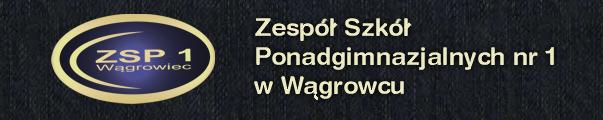 ZSP 1
Wągrowiec
Zespół Szkół
Ponadgimnazjalnych nr 1
w Wągrowcu